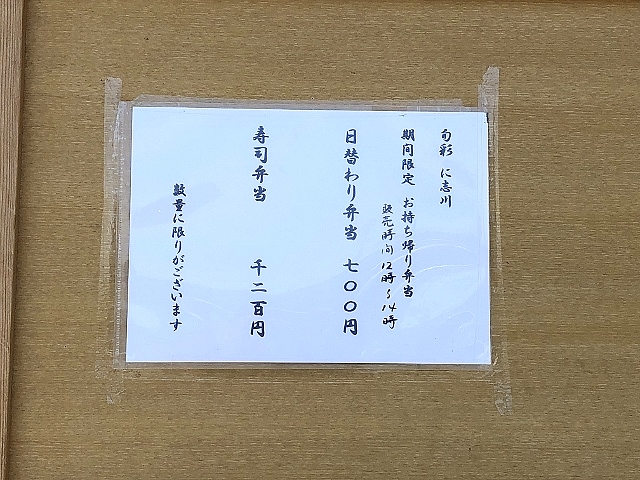 旬彩 に志川
期間限定 お持ち帰り弁当
販売時間 12時~14時
日替わり弁当 七〇〇円
寿司弁当 千二百円
数量に限りがございます